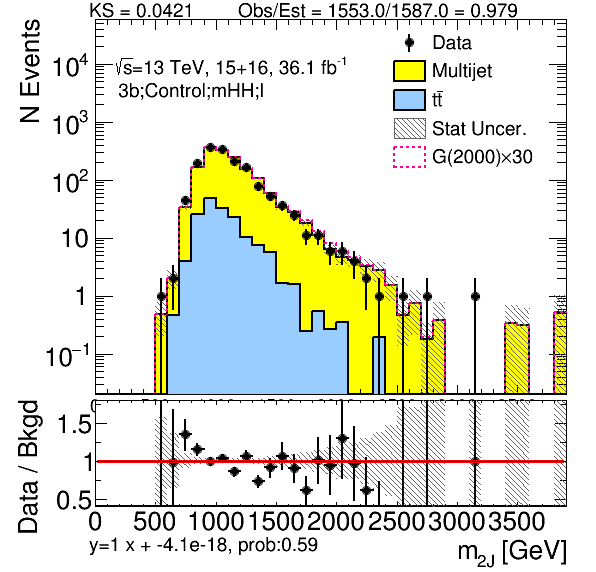 KS = 0.0421 Obs/Est = 1553.0/1587.0 = 0.979
N Events
10⁴
10³
10²
10
1
10⁻¹
√s=13 TeV, 15+16, 36.1 fb⁻¹
3b;Control;mHH;l
Data
Multijet
tt̄
Stat Uncer.
G(2000)×30
Data / Bkgd
1.5
1
0.5
0 500 1000 1500 2000 2500 3000 3500
y=1 x + -4.1e-18, prob:0.59
m₂J [GeV]